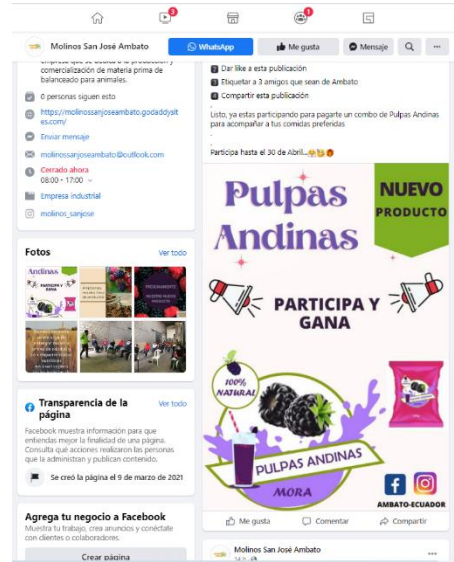 3
1
Molinos San José Ambato
WhatsApp
Me gusta
Mensaje
comercialización de materia prima de
balanceado para animales.
0 personas siguen esto
https://molinossanjoseambato.godaddysit
es.com/
Enviar mensaje
molinossanjoseambato@outlook.com
Cerrado ahora
08:00 - 17:00
Empresa industrial
molinos_sanjose
Fotos
Ver todo
Andinas
PARTICIPA Y
GANA
Transparencia de la
página
Ver todo
Facebook muestra información para que
entiendas mejor la finalidad de una página.
Consulta qué acciones realizaron las personas
que la administran y publican contenido.
Se creó la página el 9 de marzo de 2021
Agrega tu negocio a Facebook
Muestra tu trabajo, crea anuncios y conéctate
con clientes o colaboradores.
Crear página
2 Dar like a esta publicación
3 Etiquetar a 3 amigos que sean de Ambato
4 Compartir esta publicación
.
Listo, ya estas participando para pagarte un combo de Pulpas Andinas
para acompañar a tus comidas preferidas
.
Participa hasta el 30 de Abril...
Pulpas
Andinas
NUEVO
PRODUCTO
PARTICIPA Y
GANA
100%
NATURAL
PULPAS ANDINAS
MORA
AMBATO-ECUADOR
Me gusta
Comentar
Compartir
Molinos San José Ambato